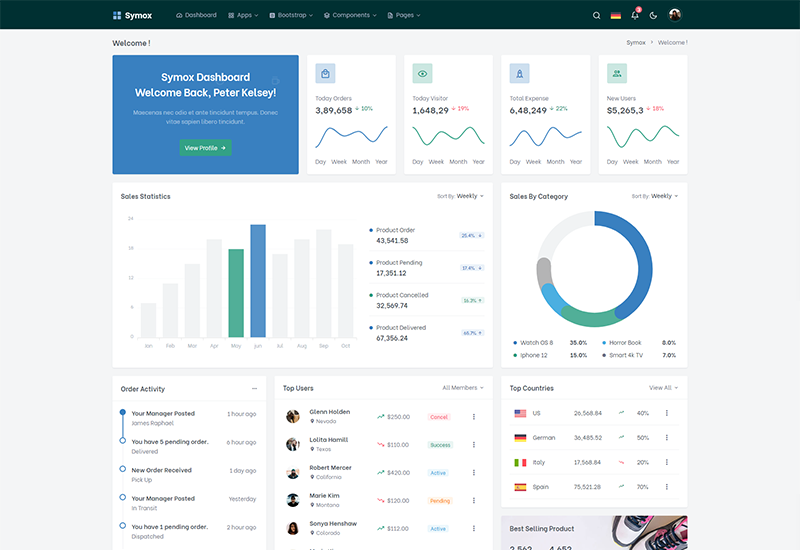 Symox
Dashboard
Apps
Bootstrap
Components
Pages
3
Welcome !
Symox
Welcome !
Symox Dashboard
Welcome Back, Peter Kelsey!
Maecenas nec odio et ante tincidunt tempus. Donec
vitae sapien libero tincidunt.
View Profile →
Today Orders
3,89,658 10%
Day Week Month Year
Today Visitor
1,648,29 19%
Day Week Month Year
Total Expense
6,48,249 22%
Day Week Month Year
New Users
$5,265,3 18%
Day Week Month Year
Sales Statistics
Sort By: Weekly
24
18
12
6
0
Jan Feb Mar Apr May Jun Jul Aug Sep Oct
Product Order
43,541.58
25.4%
Product Pending
17,351.12
17.4%
Product Cancelled
32,569.74
16.3%
Product Delivered
67,356.24
Sales By Category
Sort By: Weekly
Watch OS 8 35.0%
Horror Book 8.0%
Iphone 12 15.0%
Smart 4k TV 7.0%
Order Activity
Your Manager Posted 1 hour ago
James Raphael
You have 5 pending order. 6 hour ago
Delivered
New Order Received 1 day ago
Pick Up
Your Manager Posted Yesterday
In Transit
You have 1 pending order. 2 hour ago
Dispatched
Top Users
All Members
Glenn Holden
Nevada
$250.00 Cancel
Lolita Hamill
Texas
$110.00 Success
Robert Mercer
California
$420.00 Active
Marie Kim
Montana
$120.00 Pending
Sonya Henshaw
Colorado
$112.00 Active
Top Countries
View All
US 26,568.84 40%
German 36,485.52 50%
Italy 17,568.84 20%
Spain 75,521.28 70%
Best Selling Product
2,562 4,652